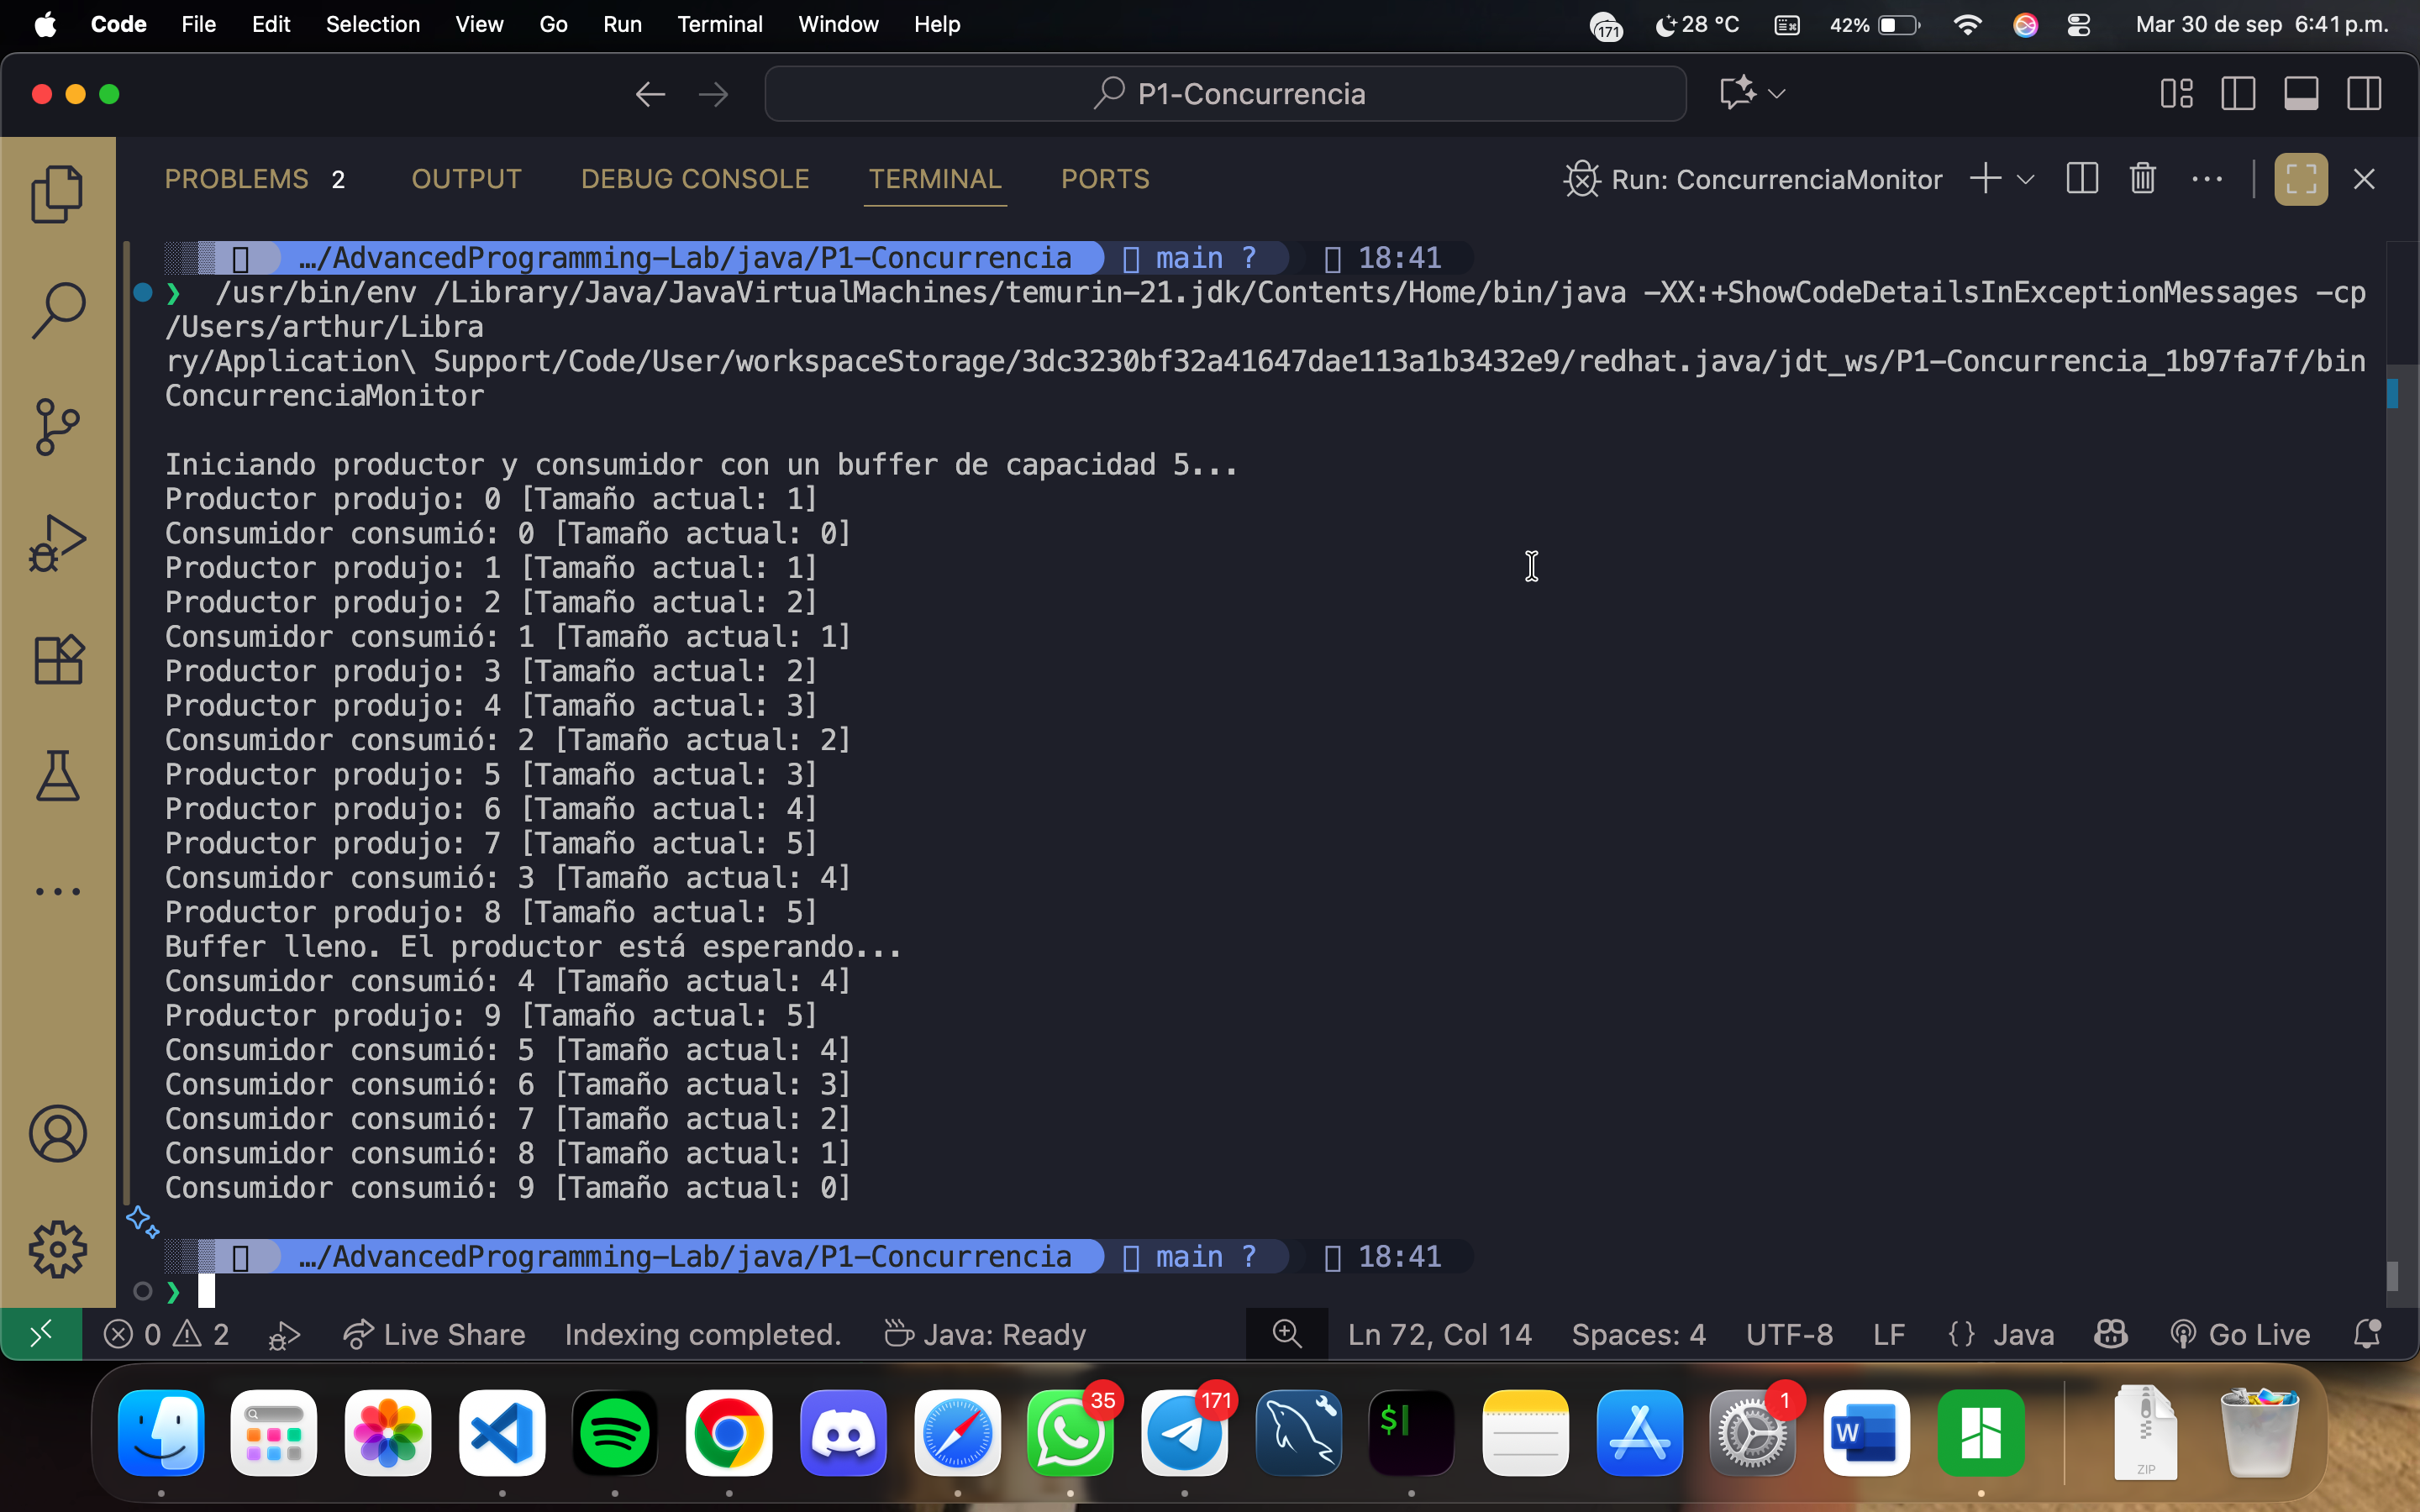 Code File Edit Selection View Go Run Terminal Window Help 171 28 °C 42% Mar 30 de sep 6:41 p.m.
P1-Concurrencia
PROBLEMS 2 OUTPUT DEBUG CONSOLE TERMINAL PORTS Run: ConcurrenciaMonitor
…/AdvancedProgramming-Lab/java/P1-Concurrencia main ? 18:41
❯ /usr/bin/env /Library/Java/JavaVirtualMachines/temurin-21.jdk/Contents/Home/bin/java -XX:+ShowCodeDetailsInExceptionMessages -cp
/Users/arthur/Libra
ry/Application\ Support/Code/User/workspaceStorage/3dc3230bf32a41647dae113a1b3432e9/redhat.java/jdt_ws/P1-Concurrencia_1b97fa7f/bin
ConcurrenciaMonitor
Iniciando productor y consumidor con un buffer de capacidad 5...
Productor produjo: 0 [Tamaño actual: 1]
Consumidor consumió: 0 [Tamaño actual: 0]
Productor produjo: 1 [Tamaño actual: 1]
Productor produjo: 2 [Tamaño actual: 2]
Consumidor consumió: 1 [Tamaño actual: 1]
Productor produjo: 3 [Tamaño actual: 2]
Productor produjo: 4 [Tamaño actual: 3]
Consumidor consumió: 2 [Tamaño actual: 2]
Productor produjo: 5 [Tamaño actual: 3]
Productor produjo: 6 [Tamaño actual: 4]
Productor produjo: 7 [Tamaño actual: 5]
Consumidor consumió: 3 [Tamaño actual: 4]
Productor produjo: 8 [Tamaño actual: 5]
Buffer lleno. El productor está esperando...
Consumidor consumió: 4 [Tamaño actual: 4]
Productor produjo: 9 [Tamaño actual: 5]
Consumidor consumió: 5 [Tamaño actual: 4]
Consumidor consumió: 6 [Tamaño actual: 3]
Consumidor consumió: 7 [Tamaño actual: 2]
Consumidor consumió: 8 [Tamaño actual: 1]
Consumidor consumió: 9 [Tamaño actual: 0]
…/AdvancedProgramming-Lab/java/P1-Concurrencia main ? 18:41
❯
0 2 Live Share Indexing completed. Java: Ready Ln 72, Col 14 Spaces: 4 UTF-8 LF {} Java Go Live
35 171 $ 1 W ZIP